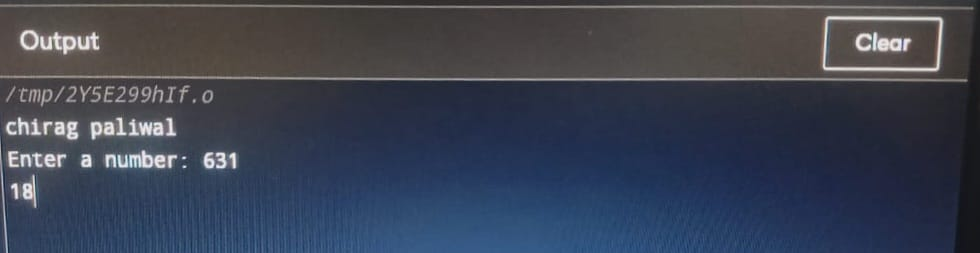 Output
Clear
/tmp/2Y5E299hIf.o
chirag paliwal
Enter a number: 631
18